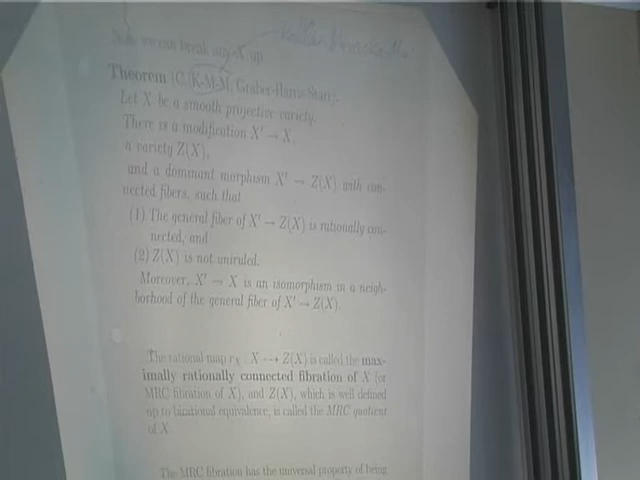 Now we can break any X up
Theorem (C, K-M-M, Graber-Harris-Starr).
Let X be a smooth projective variety.
There is a modification X′ → X,
a variety Z(X),
and a dominant morphism X′ → Z(X) with con-
nected fibers, such that
(1) The general fiber of X′ → Z(X) is rationally con-
nected, and
(2) Z(X) is not uniruled.
Moreover, X′ → X is an isomorphism in a neigh-
borhood of the general fiber of X′ → Z(X).
The rational map r_X : X ⇢ Z(X) is called the max-
imally rationally connected fibration of X (or
MRC fibration of X), and Z(X), which is well defined
up to birational equivalence, is called the MRC quotient
of X.
The MRC fibration has the universal property of being